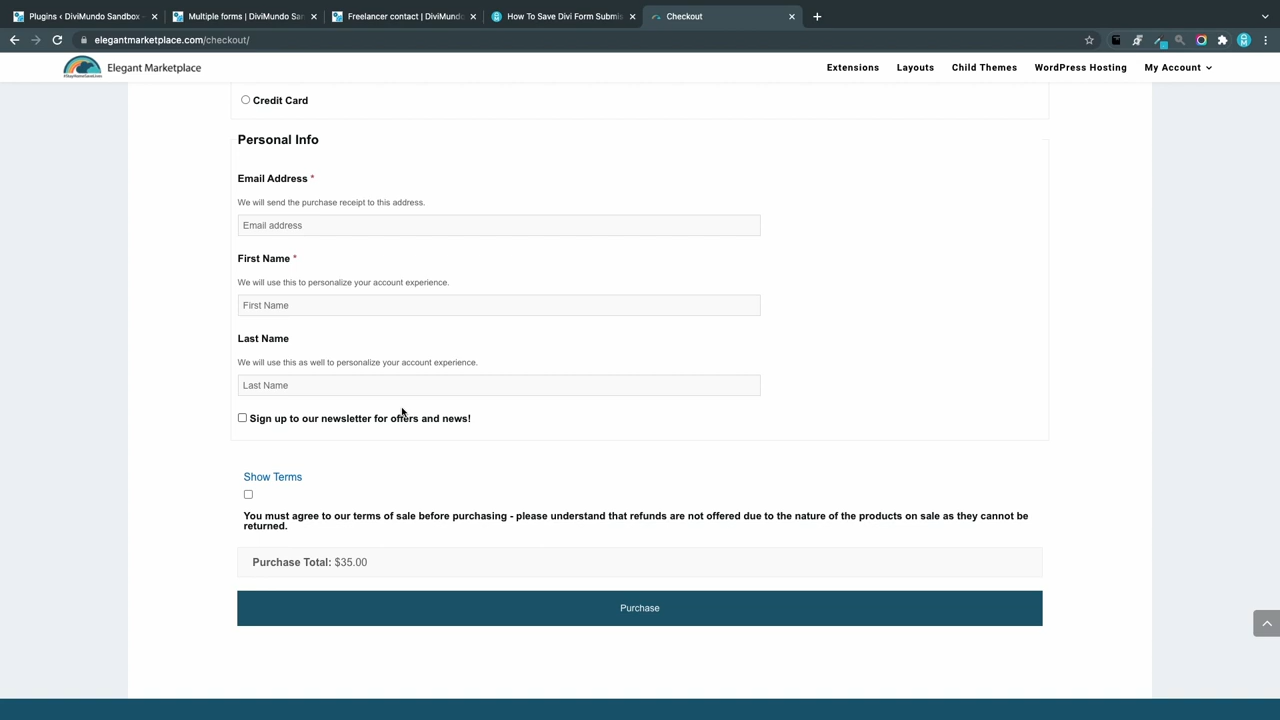 Plugins ‹ DiviMundo Sandbox
Multiple forms | DiviMundo San
Freelancer contact | DiviMundo
How To Save Divi Form Submis
Checkout
elegantmarketplace.com/checkout/
Elegant Marketplace
Extensions
Layouts
Child Themes
WordPress Hosting
My Account
Credit Card
Personal Info
Email Address *
We will send the purchase receipt to this address.
Email address
First Name *
We will use this to personalize your account experience.
First Name
Last Name
We will use this as well to personalize your account experience.
Last Name
Sign up to our newsletter for offers and news!
Show Terms
You must agree to our terms of sale before purchasing - please understand that refunds are not offered due to the nature of the products on sale as they cannot be
returned.
Purchase Total: $35.00
Purchase